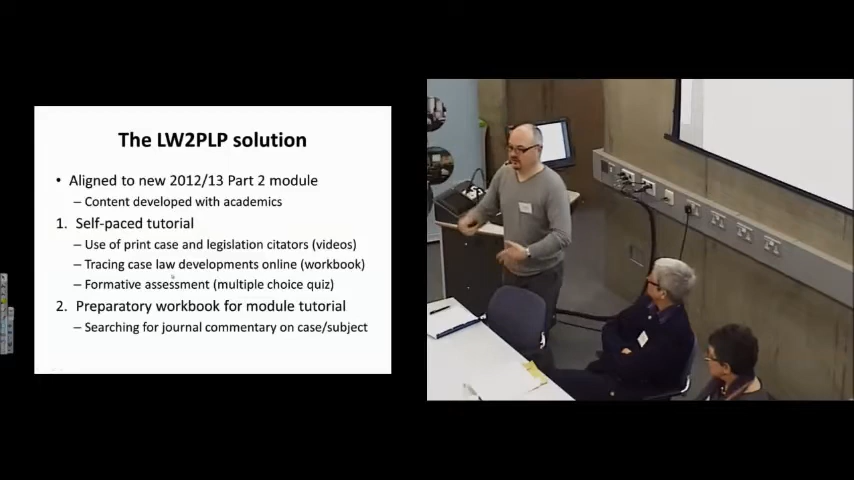 The LW2PLP solution
• Aligned to new 2012/13 Part 2 module
– Content developed with academics
1. Self-paced tutorial
– Use of print case and legislation citators (videos)
– Tracing case law developments online (workbook)
– Formative assessment (multiple choice quiz)
2. Preparatory workbook for module tutorial
– Searching for journal commentary on case/subject